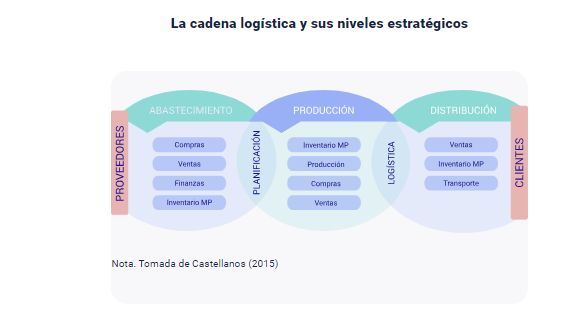 La cadena logística y sus niveles estratégicos
ABASTECIMIENTO
PRODUCCIÓN
DISTRIBUCIÓN
PROVEEDORES
Compras
Ventas
Finanzas
Inventario MP
PLANIFICACIÓN
Inventario MP
Producción
Compras
Ventas
LOGÍSTICA
Ventas
Inventario MP
Transporte
CLIENTES
Nota. Tomada de Castellanos (2015)